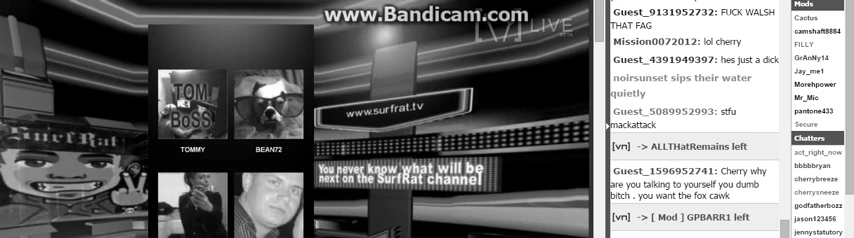 www.Bandicam.com
[V] LIVE
BETA
TOM!
BoSS!
TOMMY
BEAN72
SurfRat
www.surfrat.tv
You never know what will be
next on the SurfRat channel
Guest_9131952732: FUCK WALSH
THAT FAG
Mission0072012: lol cherry
Guest_4391949397: hes just a dick
noirsunset sips their water
quietly
Guest_5089952993: stfu
mackattack
[vn] -> ALLTHatRemains left
Guest_1596952741: Cherry why
are you talking to yourself you dumb
bitch . you want the fox cawk
[vn] -> [ Mod ] GPBARR1 left
Mods
Cactus
camshaft8884
FILLY
GrAnNy14
Jay_me1
Morehpower
Mr_Mic
pantone433
Secure
Chatters
act_right_now
bbbbbryan
cherrybreeze
cherrysneeze
godfatherbozz
jason123456
jennystatutory